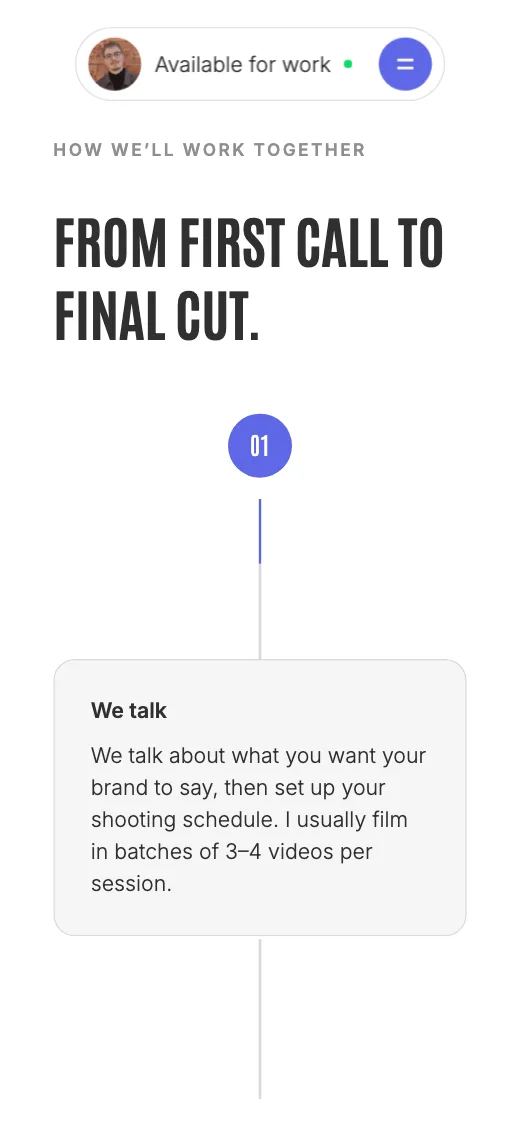 Available for work
HOW WE’LL WORK TOGETHER
FROM FIRST CALL TO
FINAL CUT.
01
We talk
We talk about what you want your
brand to say, then set up your
shooting schedule. I usually film
in batches of 3–4 videos per
session.